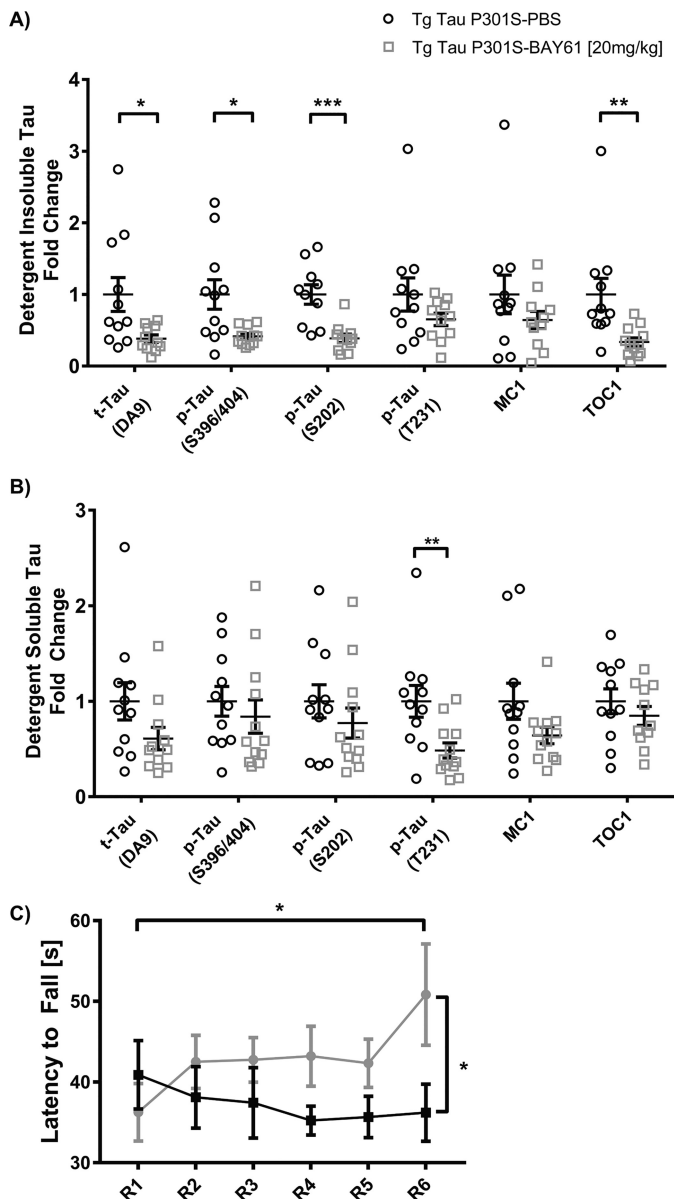 A)
Tg Tau P301S-PBS
Tg Tau P301S-BAY61 [20mg/kg]
Detergent Insoluble Tau
Fold Change
4
3
2
1
0
*
*
***
**
t-Tau
(DA9)
p-Tau
(S396/404)
p-Tau
(S202)
p-Tau
(T231)
MC1
TOC1
B)
Detergent Soluble Tau
Fold Change
3
2
1
0
**
t-Tau
(DA9)
p-Tau
(S396/404)
p-Tau
(S202)
p-Tau
(T231)
MC1
TOC1
C)
Latency to Fall [s]
60
50
40
30
*
*
R1
R2
R3
R4
R5
R6